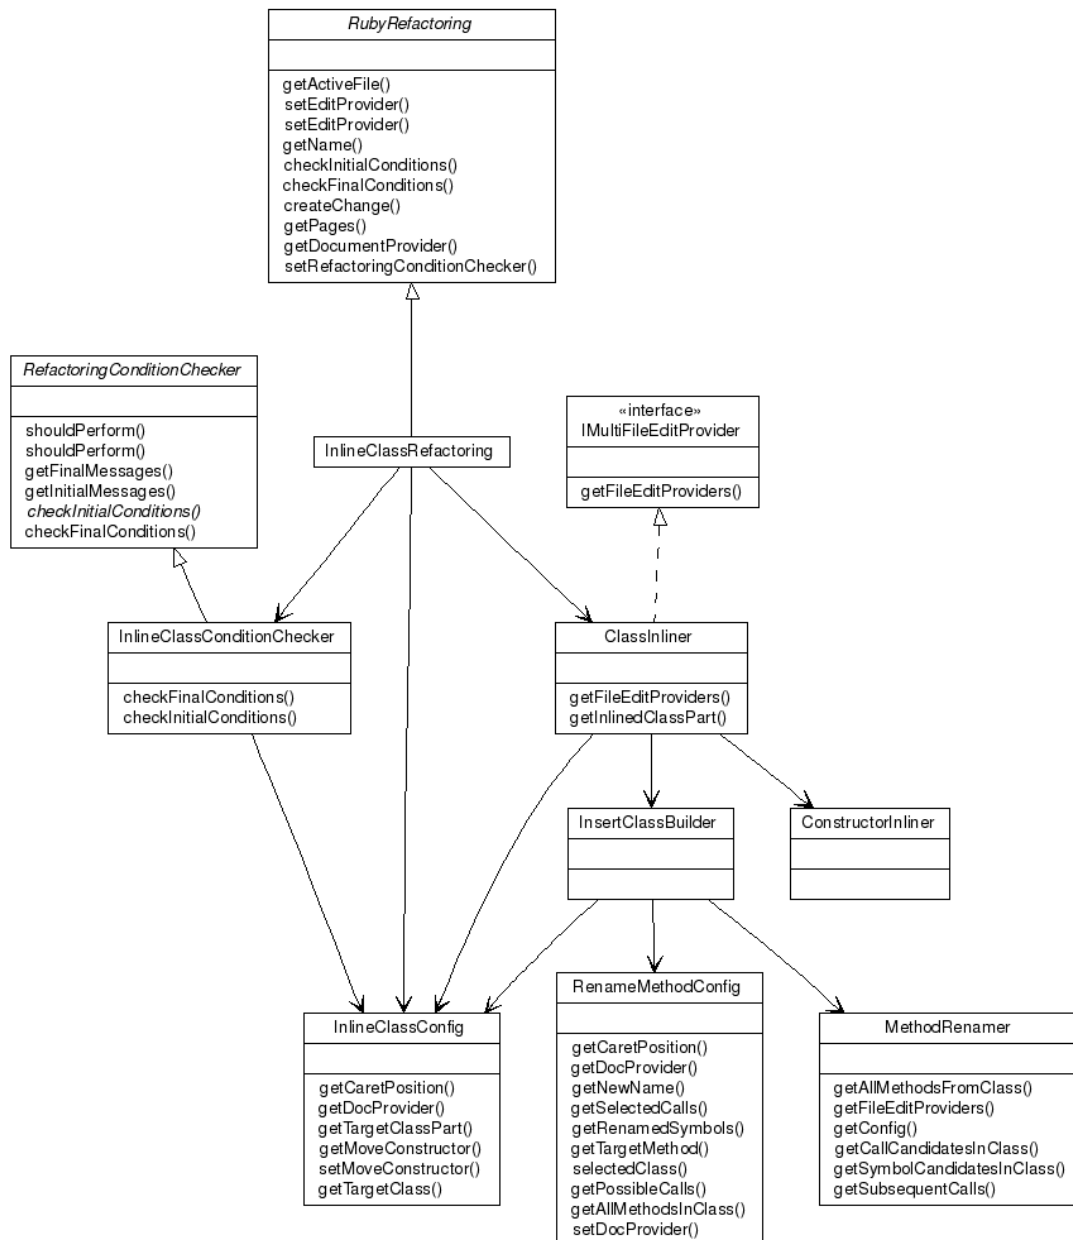 RubyRefactoring
getActiveFile()
setEditProvider()
setEditProvider()
getName()
checkInitialConditions()
checkFinalConditions()
createChange()
getPages()
getDocumentProvider()
setRefactoringConditionChecker()
RefactoringConditionChecker
shouldPerform()
shouldPerform()
getFinalMessages()
getInitialMessages()
checkInitialConditions()
checkFinalConditions()
InlineClassRefactoring
«interface»
IMultiFileEditProvider
getFileEditProviders()
InlineClassConditionChecker
checkFinalConditions()
checkInitialConditions()
ClassInliner
getFileEditProviders()
getInlinedClassPart()
InsertClassBuilder
ConstructorInliner
InlineClassConfig
getCaretPosition()
getDocProvider()
getTargetClassPart()
getMoveConstructor()
setMoveConstructor()
getTargetClass()
RenameMethodConfig
getCaretPosition()
getDocProvider()
getNewName()
getSelectedCalls()
getRenamedSymbols()
getTargetMethod()
selectedClass()
getPossibleCalls()
getAllMethodsInClass()
setDocProvider()
MethodRenamer
getAllMethodsFromClass()
getFileEditProviders()
getConfig()
getCallCandidatesInClass()
getSymbolCandidatesInClass()
getSubsequentCalls()